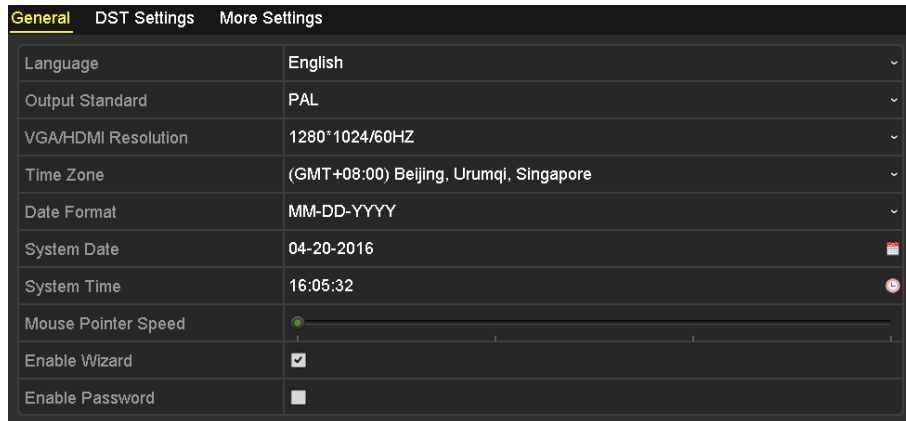 General DST Settings More Settings
Language English
Output Standard PAL
VGA/HDMI Resolution 1280*1024/60HZ
Time Zone (GMT+08:00) Beijing, Urumqi, Singapore
Date Format MM-DD-YYYY
System Date 04-20-2016
System Time 16:05:32
Mouse Pointer Speed
Enable Wizard
Enable Password